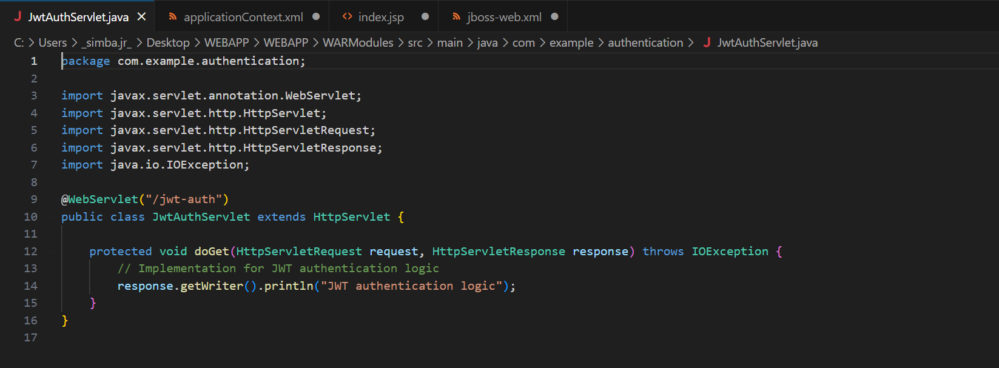 JwtAuthServlet.java applicationContext.xml index.jsp jboss-web.xml
C: > Users > _simba.jr_ > Desktop > WEBAPP > WEBAPP > WARModules > src > main > java > com > example > authentication > JwtAuthServlet.java
1 package com.example.authentication;
2
3 import javax.servlet.annotation.WebServlet;
4 import javax.servlet.http.HttpServlet;
5 import javax.servlet.http.HttpServletRequest;
6 import javax.servlet.http.HttpServletResponse;
7 import java.io.IOException;
8
9 @WebServlet("/jwt-auth")
10 public class JwtAuthServlet extends HttpServlet {
11
12     protected void doGet(HttpServletRequest request, HttpServletResponse response) throws IOException {
13         // Implementation for JWT authentication logic
14         response.getWriter().println("JWT authentication logic");
15     }
16 }
17